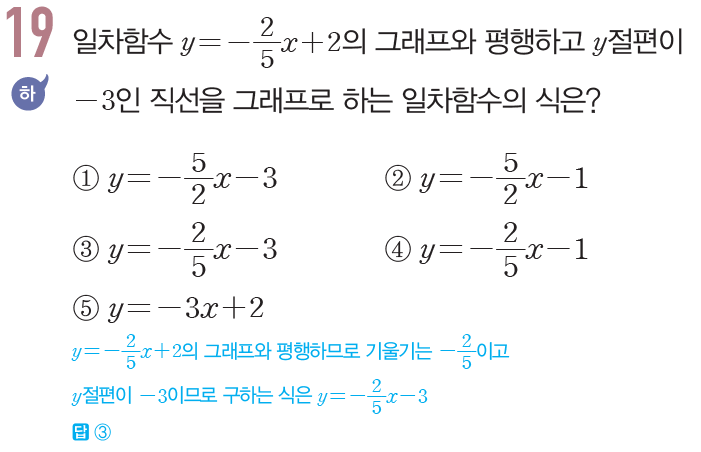 19 일차함수 y=-2/5x+2의 그래프와 평행하고 y절편이
하 -3인 직선을 그래프로 하는 일차함수의 식은?
① y=-5/2x-3 ② y=-5/2x-1
③ y=-2/5x-3 ④ y=-2/5x-1
⑤ y=-3x+2
y=-2/5x+2의 그래프와 평행하므로 기울기는 -2/5이고
y절편이 -3이므로 구하는 식은 y=-2/5x-3
답 ③